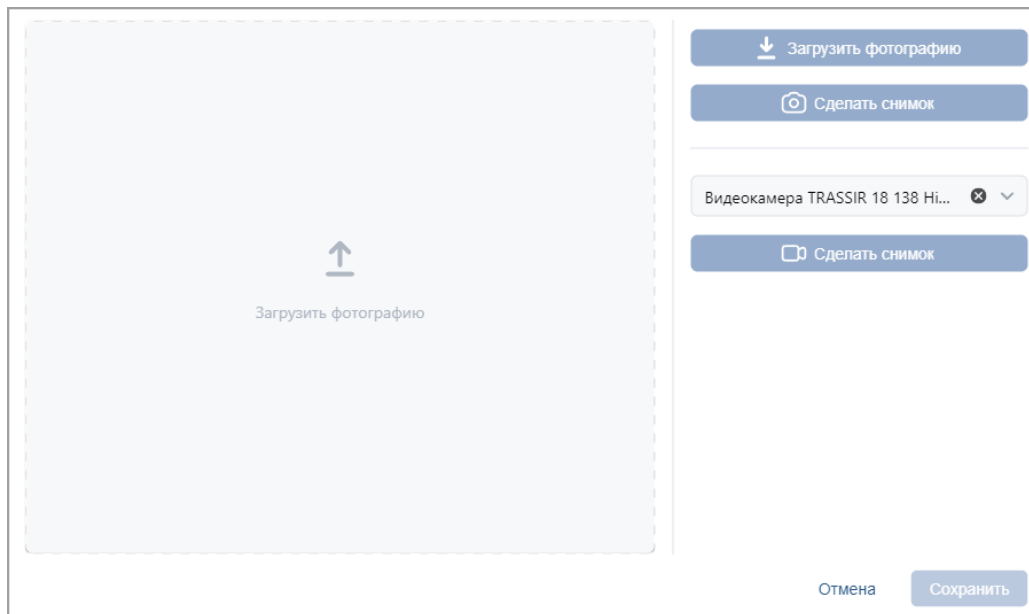 Загрузить фотографию
Загрузить фотографию
Сделать снимок
Видеокамера TRASSIR 18 138 Hi...
Сделать снимок
Отмена
Сохранить